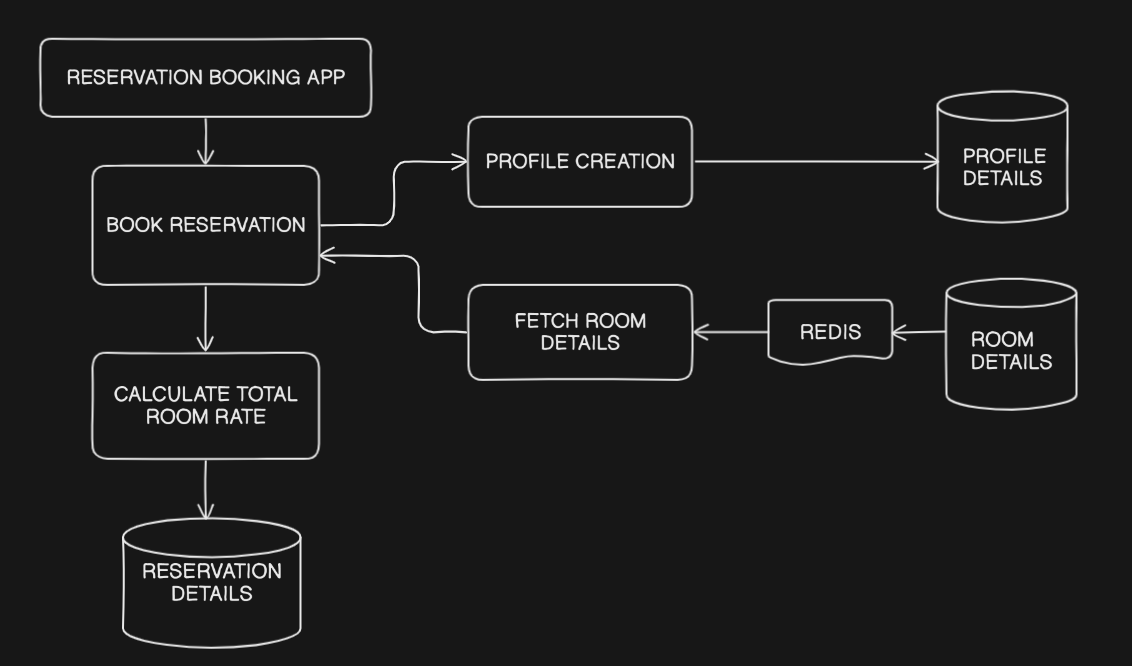 RESERVATION BOOKING APP
BOOK RESERVATION
PROFILE CREATION
PROFILE
DETAILS
FETCH ROOM
DETAILS
REDIS
ROOM
DETAILS
CALCULATE TOTAL
ROOM RATE
RESERVATION
DETAILS